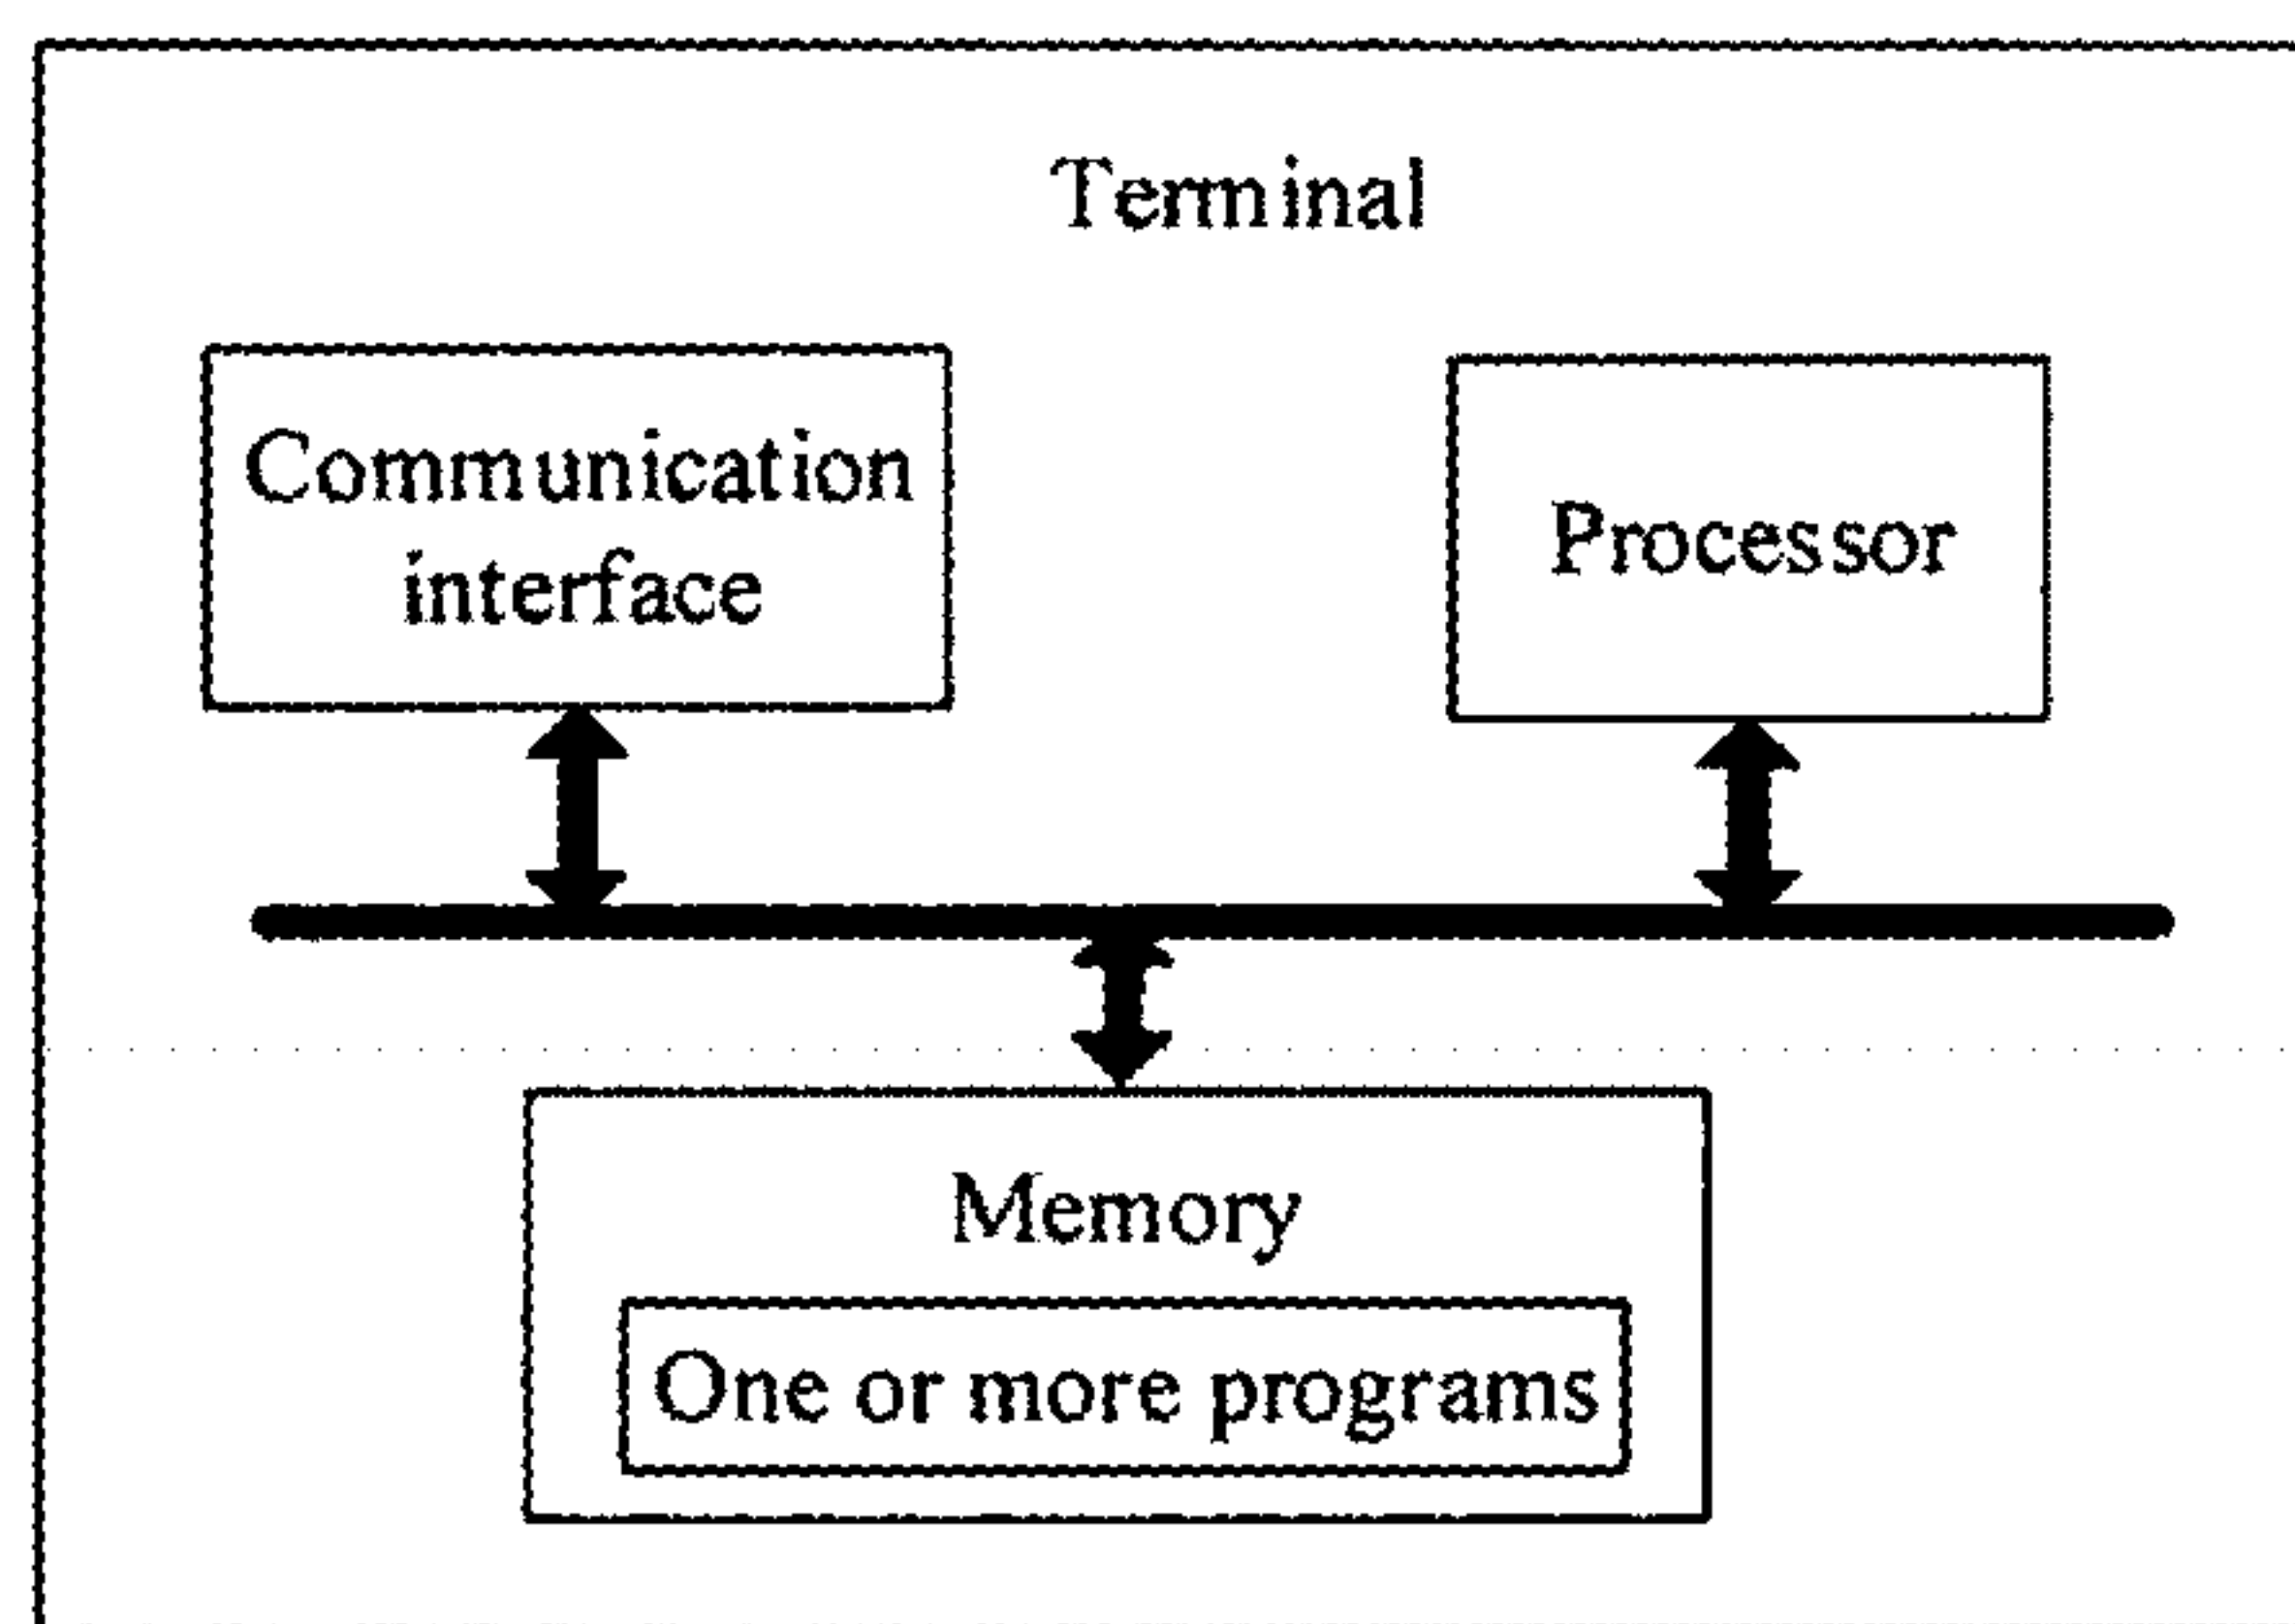 Terminal
Communication
interface
Processor
Memory
One or more programs